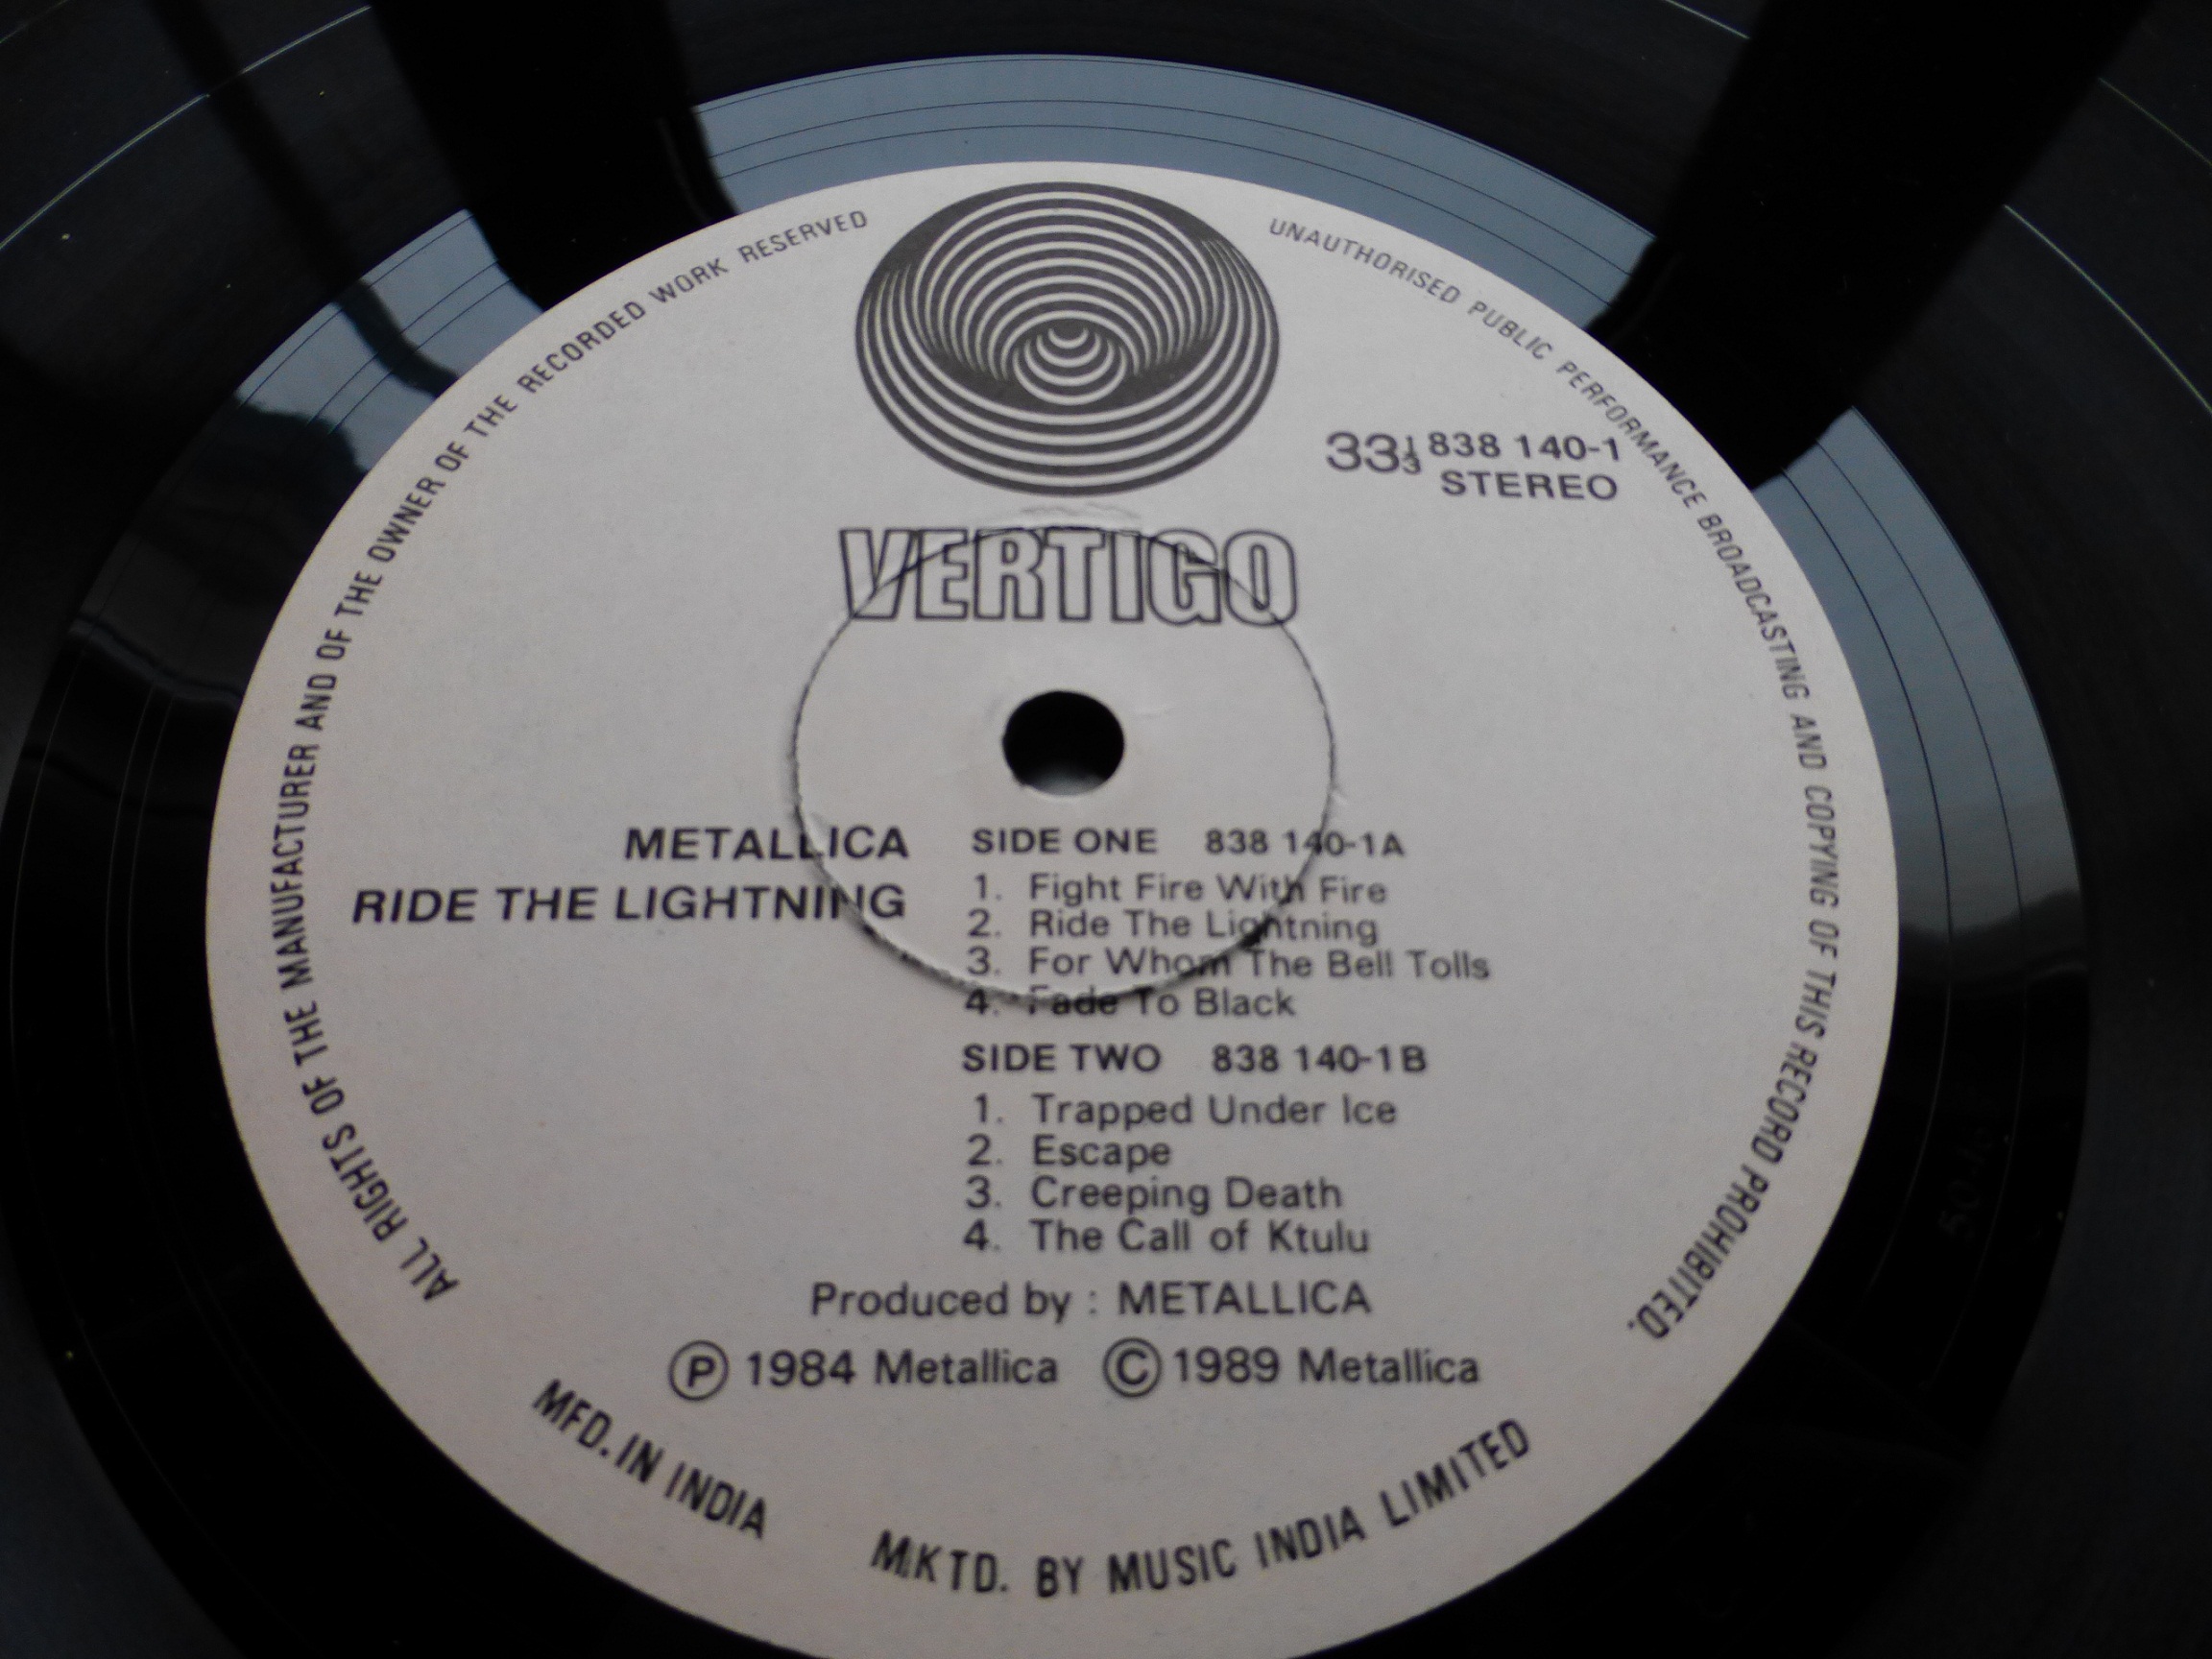 ALL RIGHTS OF THE MANUFACTURER AND OF THE OWNER OF THE RECORDED WORK RESERVED
UNAUTHORISED PUBLIC PERFORMANCE BROADCASTING AND COPYING OF THIS RECORD PROHIBITED.
33⅓ 838 140-1
STEREO
VERTIGO
METALLICA
RIDE THE LIGHTNING
SIDE ONE 838 140-1A
1. Fight Fire With Fire
2. Ride The Lightning
3. For Whom The Bell Tolls
4. Fade To Black
SIDE TWO 838 140-1B
1. Trapped Under Ice
2. Escape
3. Creeping Death
4. The Call of Ktulu
Produced by : METALLICA
Ⓟ 1984 Metallica © 1989 Metallica
MFD. IN INDIA
MKTD. BY MUSIC INDIA LIMITED